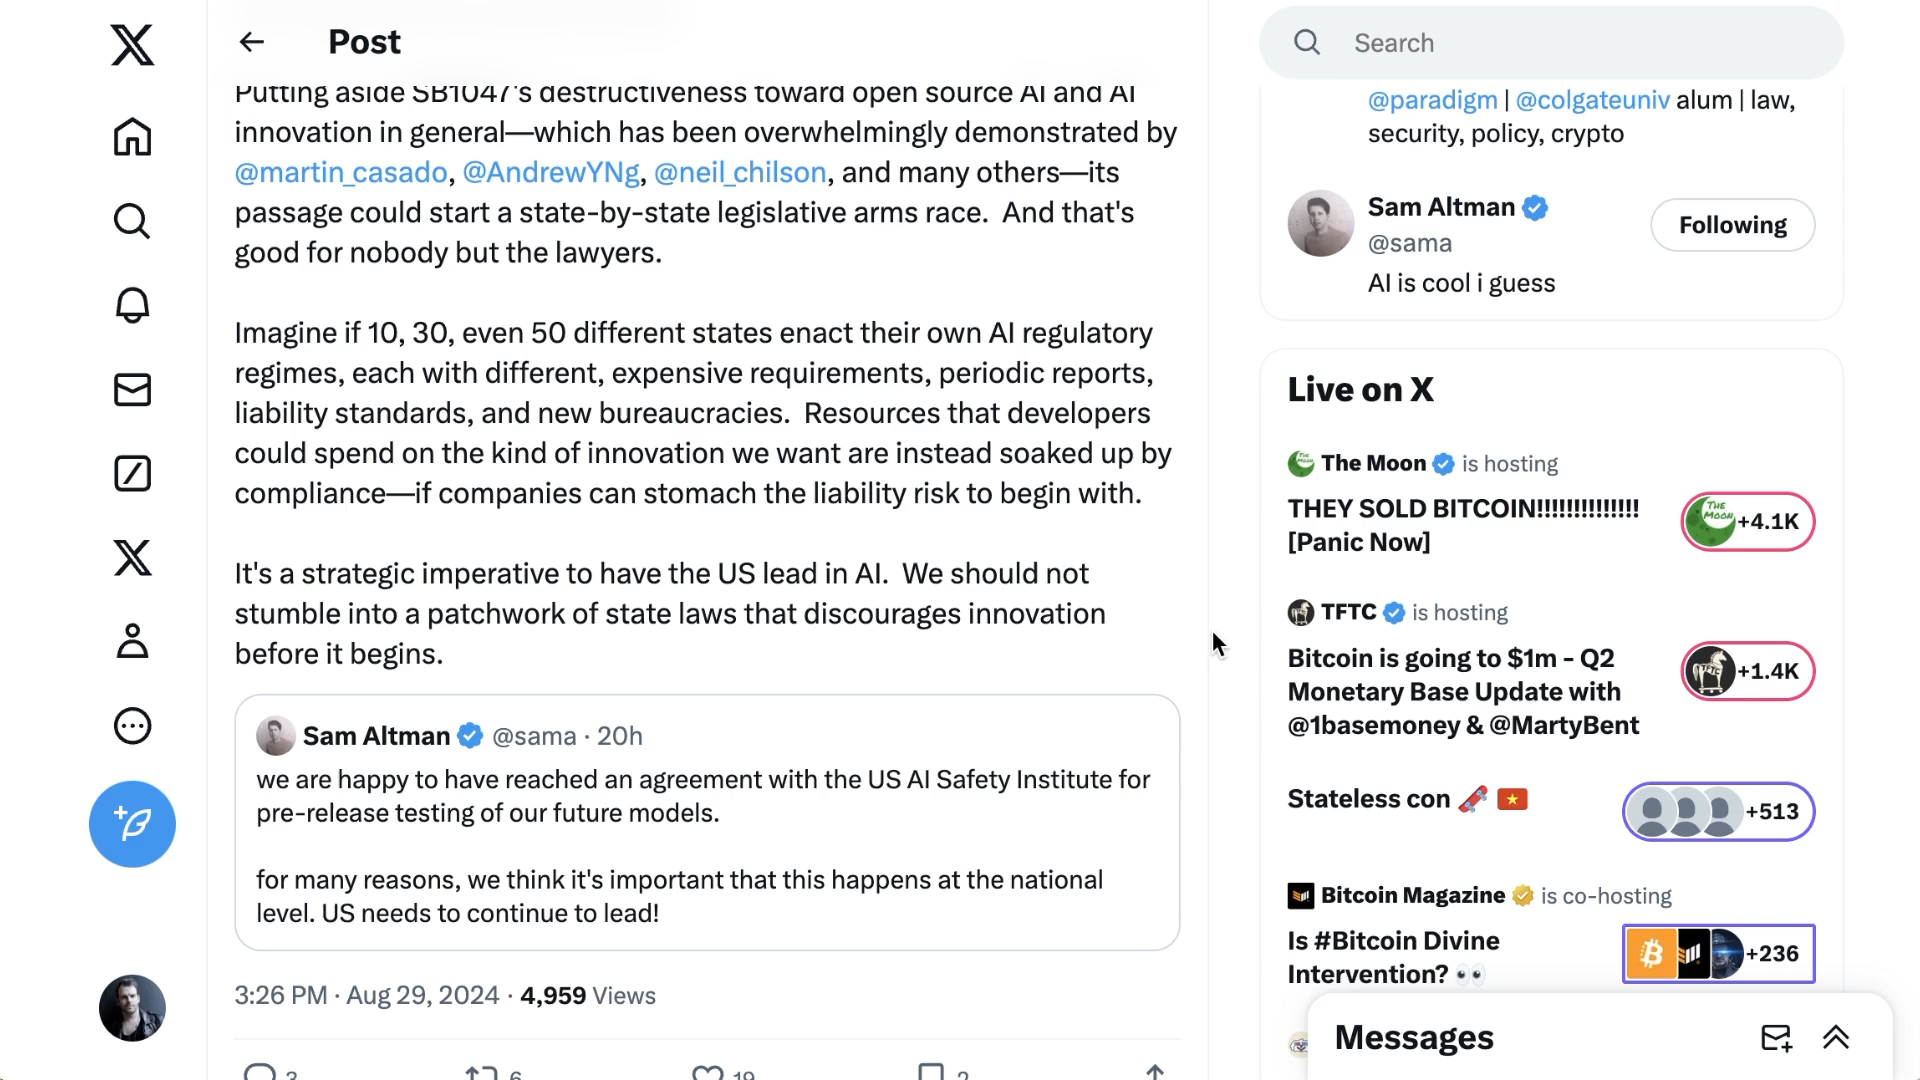 Post
Putting aside SB1047's destructiveness toward open source AI and AI
innovation in general—which has been overwhelmingly demonstrated by
@martin_casado, @AndrewYNg, @neil_chilson, and many others—its
passage could start a state-by-state legislative arms race.  And that's
good for nobody but the lawyers.
Imagine if 10, 30, even 50 different states enact their own AI regulatory
regimes, each with different, expensive requirements, periodic reports,
liability standards, and new bureaucracies.  Resources that developers
could spend on the kind of innovation we want are instead soaked up by
compliance—if companies can stomach the liability risk to begin with.
It's a strategic imperative to have the US lead in AI.  We should not
stumble into a patchwork of state laws that discourages innovation
before it begins.
Sam Altman @sama · 20h
we are happy to have reached an agreement with the US AI Safety Institute for
pre-release testing of our future models.
for many reasons, we think it's important that this happens at the national
level. US needs to continue to lead!
3:26 PM · Aug 29, 2024 · 4,959 Views
3 6 19 2
Search
@paradigm | @colgateuniv alum | law,
security, policy, crypto
Sam Altman
@sama
Following
AI is cool i guess
Live on X
The Moon is hosting
THEY SOLD BITCOIN!!!!!!!!!!!!!!
[Panic Now]
THE MOON +4.1K
TFTC is hosting
Bitcoin is going to $1m - Q2
Monetary Base Update with
@1basemoney & @MartyBent
+1.4K
Stateless con 🛹 🇻🇳
+513
Bitcoin Magazine is co-hosting
Is #Bitcoin Divine
Intervention? 👀
+236
Messages